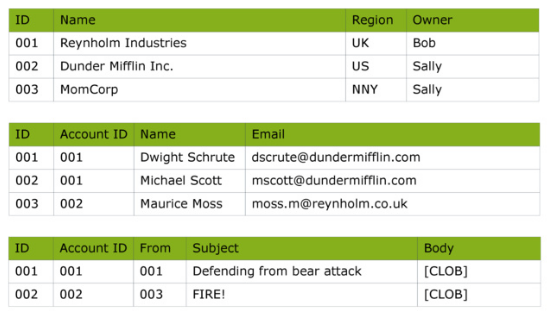 ID Name Region Owner
001 Reynholm Industries UK Bob
002 Dunder Mifflin Inc. US Sally
003 MomCorp NNY Sally
ID Account ID Name Email
001 001 Dwight Schrute dscrute@dundermifflin.com
002 001 Michael Scott mscott@dundermifflin.com
003 002 Maurice Moss moss.m@reynholm.co.uk
ID Account ID From Subject Body
001 001 001 Defending from bear attack [CLOB]
002 002 003 FIRE! [CLOB]